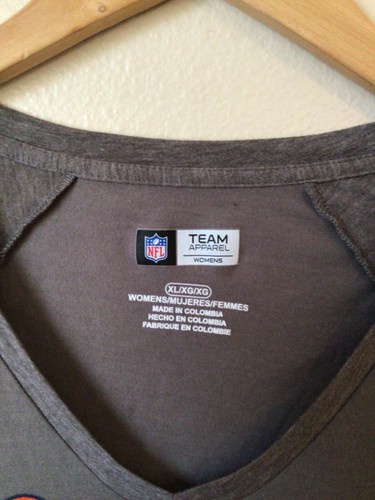 NFL
TEAM
APPAREL
WOMENS
XL/XG/XG
WOMENS/MUJERES/FEMMES
MADE IN COLOMBIA
HECHO EN COLOMBIA
FABRIQUE EN COLOMBIE